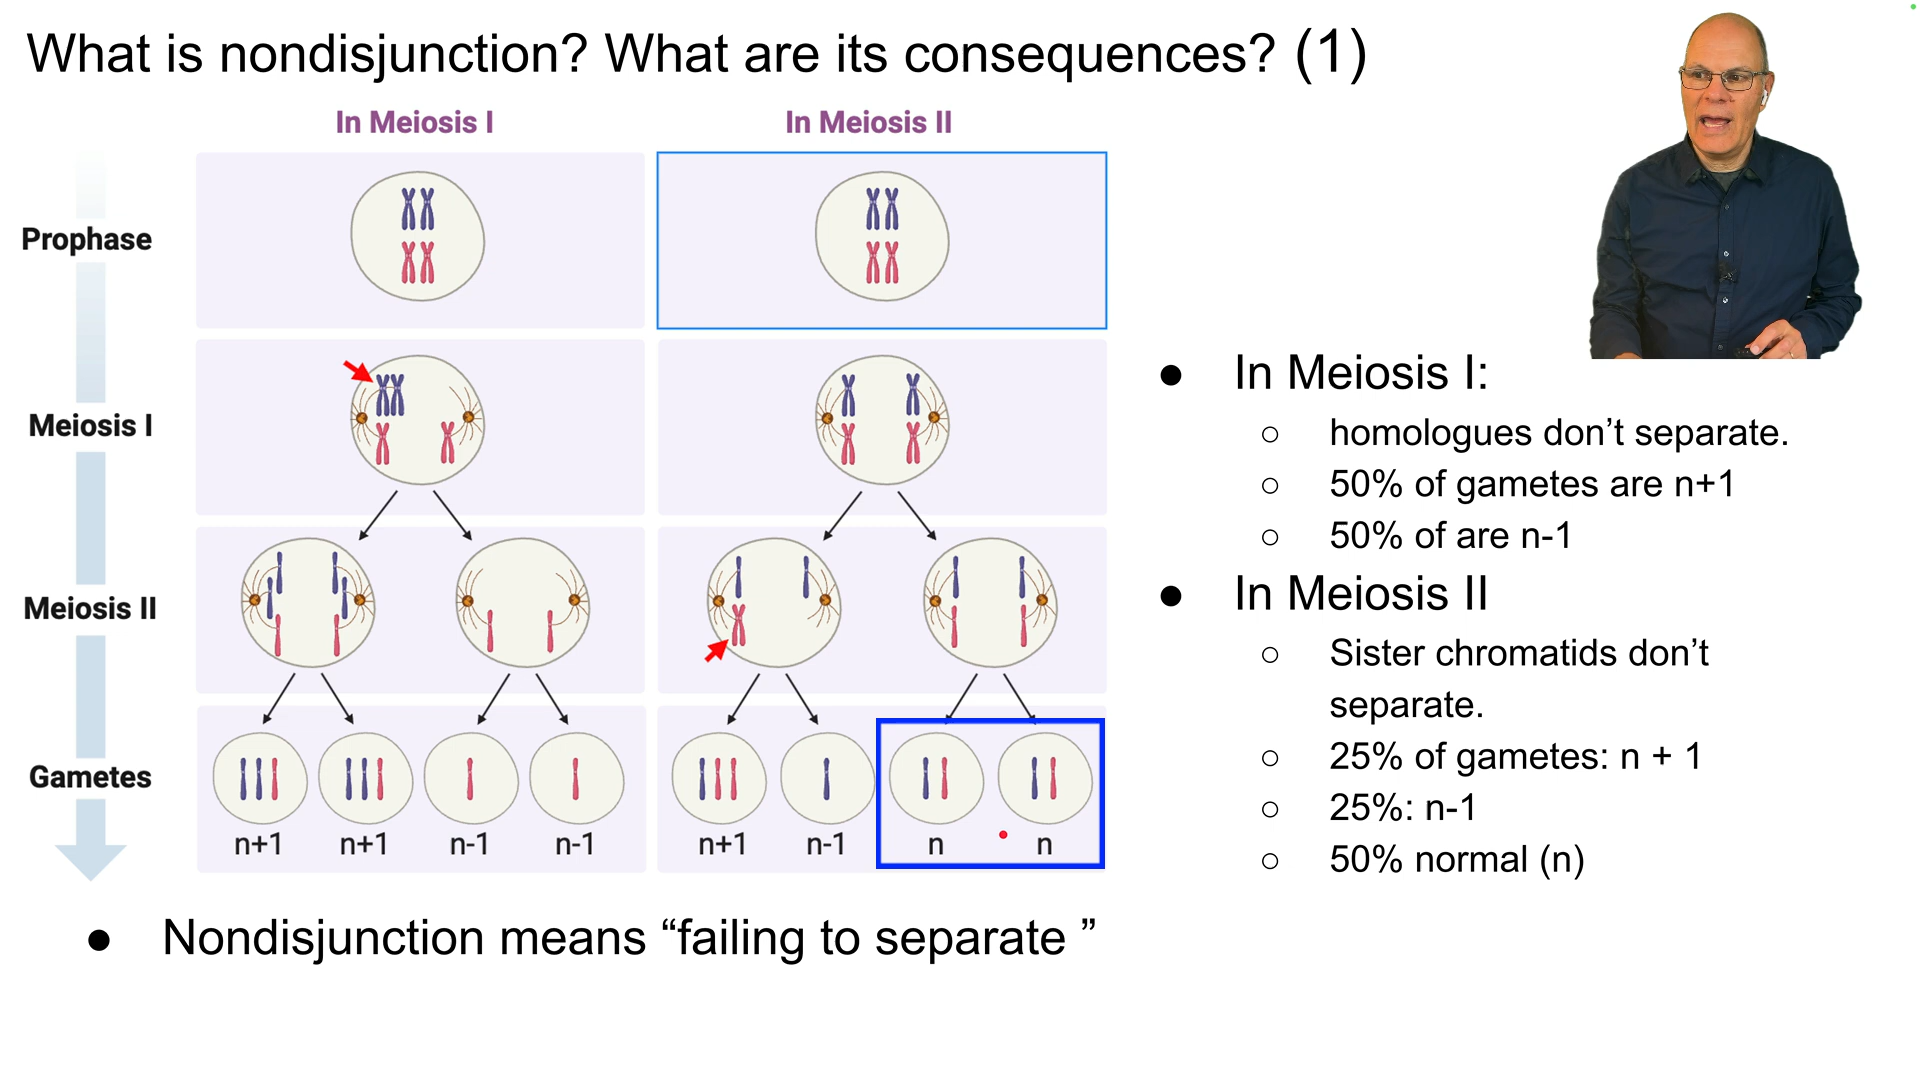 What is nondisjunction? What are its consequences? (1)
In Meiosis I
In Meiosis II
Prophase
Meiosis I
Meiosis II
Gametes
n+1
n+1
n-1
n-1
n+1
n-1
n
n
● In Meiosis I:
○ homologues don’t separate.
○ 50% of gametes are n+1
○ 50% of are n-1
● In Meiosis II
○ Sister chromatids don’t
separate.
○ 25% of gametes: n + 1
○ 25%: n-1
○ 50% normal (n)
● Nondisjunction means “failing to separate ”